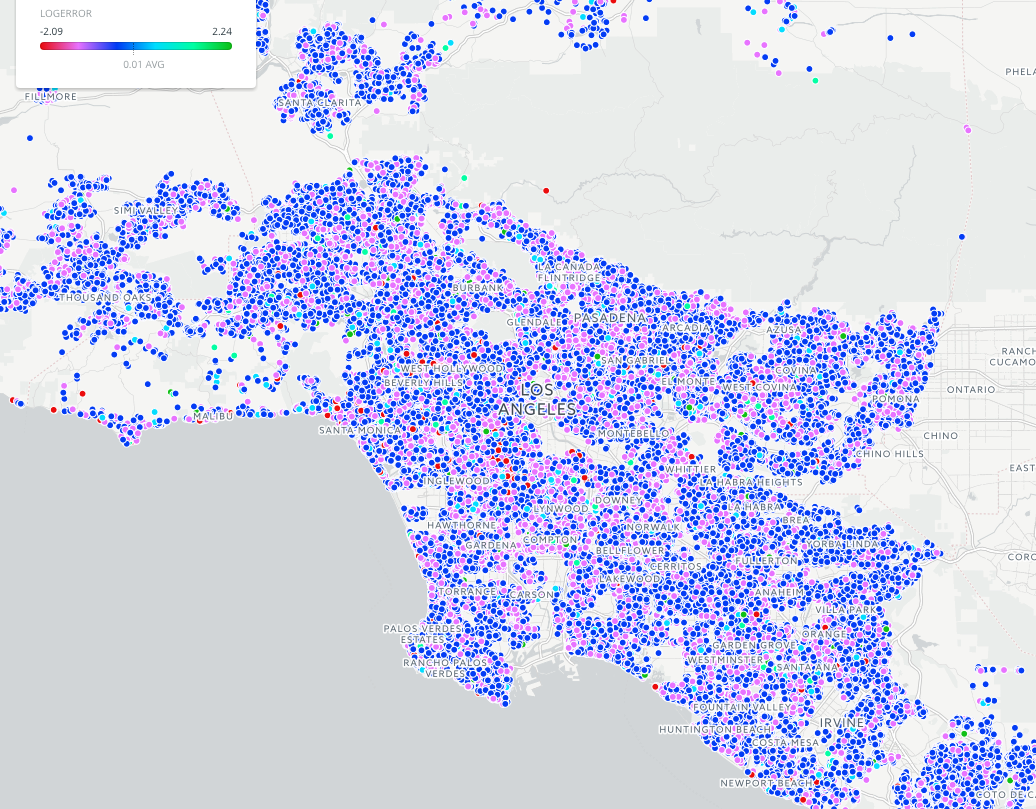 LOGERROR
-2.09 2.24
0.01 AVG
FILLMORE
SANTA CLARITA
PHELA
SIMI VALLEY
THOUSAND OAKS
LA CAÑADA
FLINTRIDGE
BURBANK
GLENDALE
PASADENA
ARCADIA
AZUSA
RANCH
CUCAMO
WEST HOLLYWOOD
SAN GABRIEL
COVINA
BEVERLY HILLS
EL MONTE
WEST COVINA
ONTARIO
LOS
ANGELES
POMONA
MALIBU
SANTA MONICA
MONTEBELLO
CHINO
CHINO HILLS
WHITTIER
EAST
INGLEWOOD
LA HABRA HEIGHTS
DOWNEY
LYNWOOD
LA HABRA
BREA
HAWTHORNE
NORWALK
GARDENA
COMPTON
YORBA LINDA
BELLFLOWER
CORO
CERRITOS
FULLERTON
LAKEWOOD
TORRANCE
CARSON
ANAHEIM
VILLA PARK
PALOS VERDES
ESTATES
ORANGE
GARDEN GROVE
RANCHO PALOS
VERDES
WESTMINSTER
SANTA ANA
FOUNTAIN VALLEY
IRVINE
HUNTINGTON BEACH
COSTA MESA
NEWPORT BEACH
COTO DE C